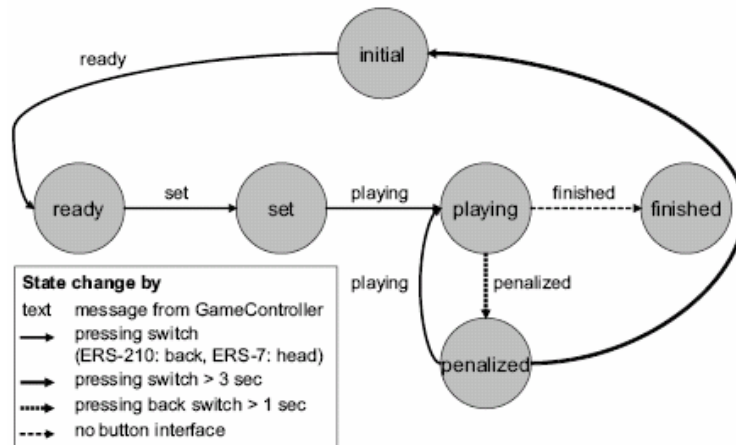 initial
ready
ready
set
set
playing
playing
finished
finished
playing
penalized
penalized
State change by
text message from GameController
pressing switch
(ERS-210: back, ERS-7: head)
pressing switch > 3 sec
pressing back switch > 1 sec
no button interface